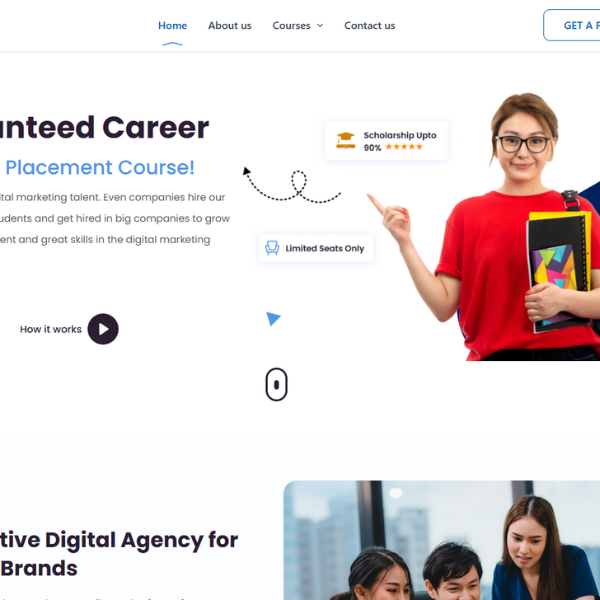 Home About us Courses Contact us
GET A
anteed Career
Placement Course!
ital marketing talent. Even companies hire our
udents and get hired in big companies to grow
ent and great skills in the digital marketing
How it works
Scholarship Upto
90%
Limited Seats Only
tive Digital Agency for
Brands